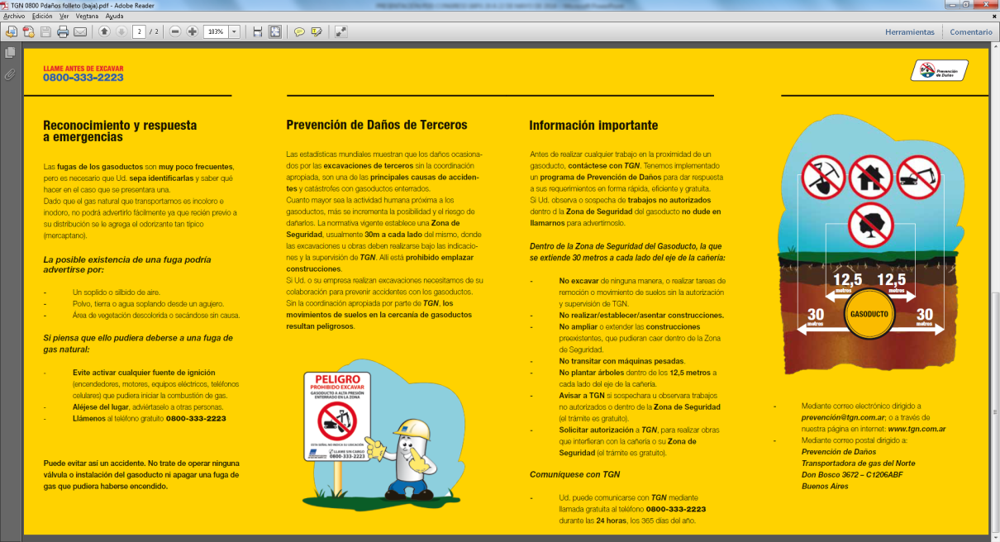 TGN 0800 Pdaños folleto (baja).pdf - Adobe Reader
Archivo Edición Ver Ventana Ayuda
2 / 2 103% Herramientas Comentario
LLAME ANTES DE EXCAVAR
0800-333-2223
Prevención
de Daños
Reconocimiento y respuesta
a emergencias
Las fugas de los gasoductos son muy poco frecuentes,
pero es necesario que Ud. sepa identificarlas y saber qué
hacer en el caso que se presentara una.
Dado que el gas natural que transportamos es incoloro e
inodoro, no podrá advertirlo fácilmente ya que recién previo a
su distribución se le agrega el odorizante tan típico
(mercaptano).
La posible existencia de una fuga podría
advertirse por:
- Un soplido o silbido de aire.
- Polvo, tierra o agua soplando desde un agujero.
- Área de vegetación descolorida o secándose sin causa.
Si piensa que ello pudiera deberse a una fuga de
gas natural:
- Evite activar cualquier fuente de ignición
(encendedores, motores, equipos eléctricos, teléfonos
celulares) que pudiera iniciar la combustión de gas.
- Aléjese del lugar, adviértaselo a otras personas.
- Llámenos al teléfono gratuito 0800-333-2223
Puede evitar así un accidente. No trate de operar ninguna
válvula o instalación del gasoducto ni apagar una fuga de
gas que pudiera haberse encendido.
Prevención de Daños de Terceros
Las estadísticas mundiales muestran que los daños ocasiona-
dos por las excavaciones de terceros sin la coordinación
apropiada, son una de las principales causas de acciden-
tes y catástrofes con gasoductos enterrados.
Cuanto mayor sea la actividad humana próxima a los
gasoductos, más se incrementa la posibilidad y el riesgo de
dañarlos. La normativa vigente establece una Zona de
Seguridad, usualmente 30m a cada lado del mismo, donde
las excavaciones u obras deben realizarse bajo las indicacio-
nes y la supervisión de TGN. Allí está prohibido emplazar
construcciones.
Si Ud. o su empresa realizan excavaciones necesitamos de su
colaboración para prevenir accidentes con los gasoductos.
Sin la coordinación apropiada por parte de TGN, los
movimientos de suelos en la cercanía de gasoductos
resultan peligrosos.
PELIGRO
PROHIBIDO EXCAVAR
GASODUCTO A ALTA PRESIÓN
ENTERRADO EN LA ZONA
ESTA SEÑAL NO INDICA SU UBICACIÓN
LLAME SIN CARGO
0800-333-2223
Información importante
Antes de realizar cualquier trabajo en la proximidad de un
gasoducto, contáctese con TGN. Tenemos implementado
un programa de Prevención de Daños para dar respuesta
a sus requerimientos en forma rápida, eficiente y gratuita.
Si Ud. observa o sospecha de trabajos no autorizados
dentro d la Zona de Seguridad del gasoducto no dude en
llamarnos para advertírnoslo.
Dentro de la Zona de Seguridad del Gasoducto, la que
se extiende 30 metros a cada lado del eje de la cañería:
- No excavar de ninguna manera, o realizar tareas de
remoción o movimiento de suelos sin la autorización
y supervisión de TGN.
- No realizar/establecer/asentar construcciones.
- No ampliar o extender las construcciones
preexistentes, que pudieran caer dentro de la Zona
de Seguridad.
- No transitar con máquinas pesadas.
- No plantar árboles dentro de los 12,5 metros a
cada lado del eje de la cañería.
- Avisar a TGN si sospechara u observara trabajos
no autorizados o dentro de la Zona de Seguridad
(el trámite es gratuito).
- Solicitar autorización a TGN, para realizar obras
que interfieran con la cañería o su Zona de
Seguridad (el trámite es gratuito).
Comuníquese con TGN
- Ud. puede comunicarse con TGN mediante
llamada gratuita al teléfono 0800-333-2223
durante las 24 horas, los 365 días del año.
12,5 12,5
metros metros
30 GASODUCTO 30
metros metros
- Mediante correo electrónico dirigido a
prevención@tgn.com.ar; o a través de
nuestra página en internet: www.tgn.com.ar
- Mediante correo postal dirigido a:
Prevención de Daños
Transportadora de gas del Norte
Don Bosco 3672 – C1206ABF
Buenos Aires